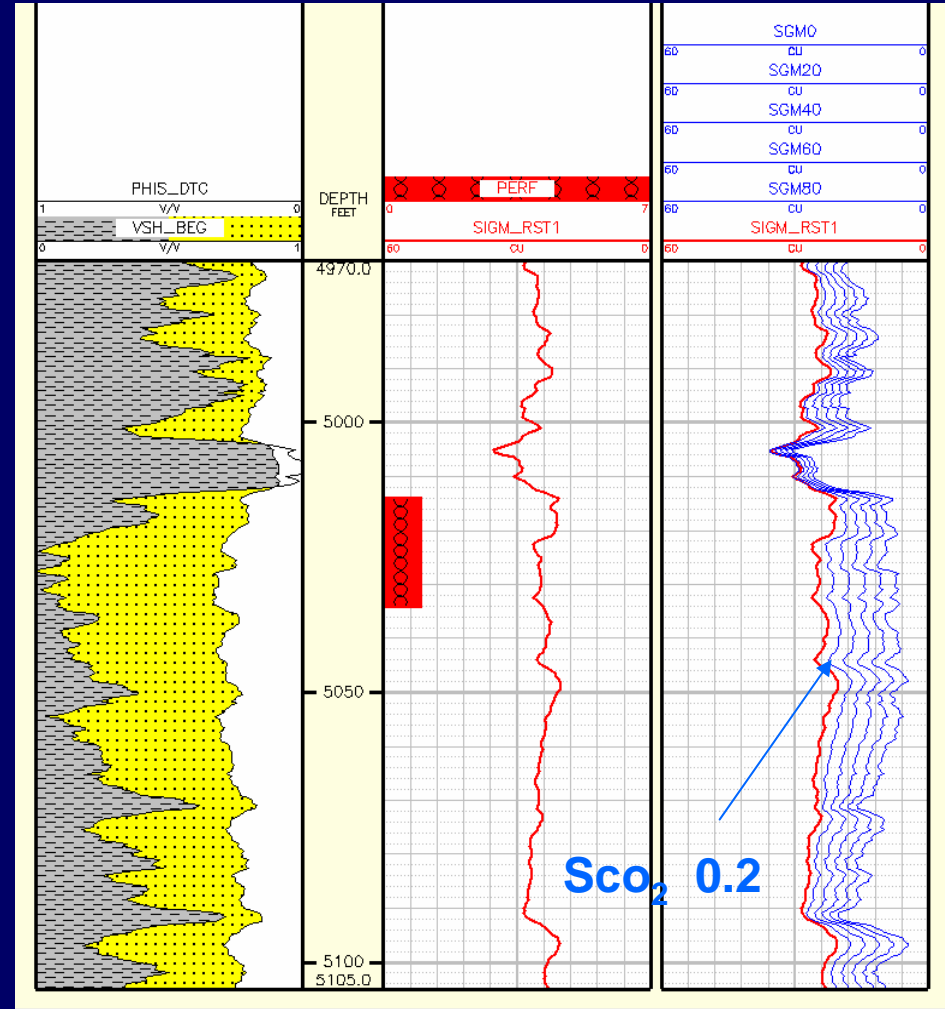 PHIS_DTC
1 V/V 0
VSH_BEG
0 V/V 1
DEPTH
FEET
PERF
0 7
SIGM_RST1
60 CU 0
SGM0
60 CU 0
SGM20
60 CU 0
SGM40
60 CU 0
SGM60
60 CU 0
SGM80
60 CU 0
SIGM_RST1
60 CU 0
4970.0
5000
5050
Sco₂ 0.2
5100
5105.0